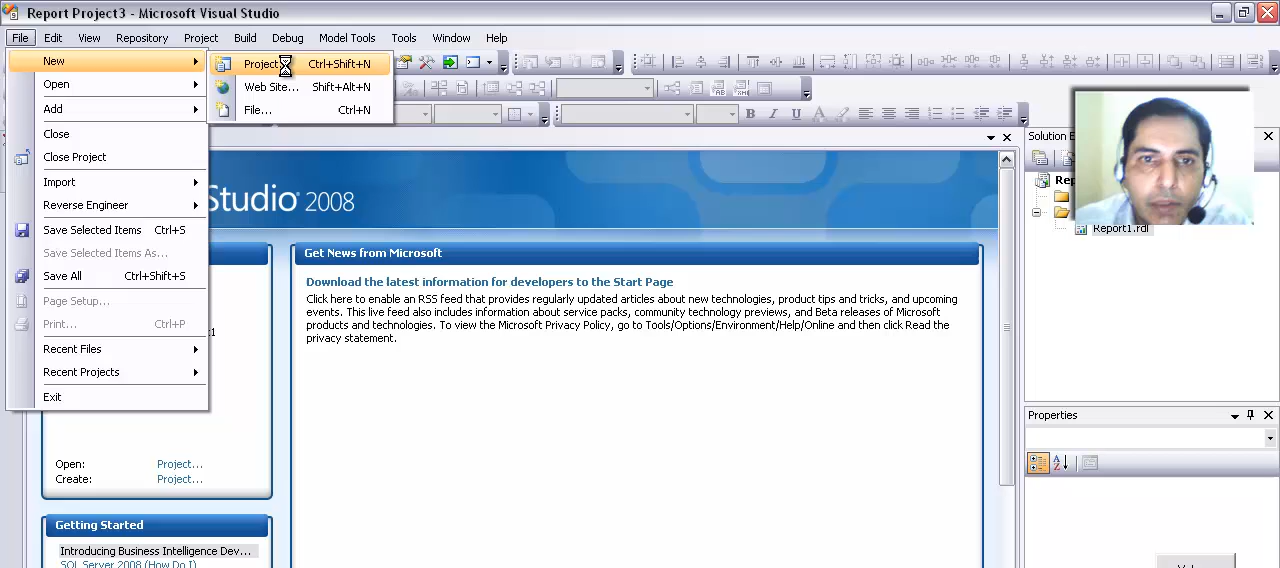 Report Project3 - Microsoft Visual Studio
File Edit View Repository Project Build Debug Model Tools Tools Window Help
New
Project Ctrl+Shift+N
Open
Web Site... Shift+Alt+N
Add
File... Ctrl+N
Close
Close Project
Import
Reverse Engineer
Save Selected Items Ctrl+S
Save Selected Items As...
Save All Ctrl+Shift+S
Page Setup...
Print... Ctrl+P
Recent Files
Recent Projects
Exit
B I U A
Studio 2008
Get News from Microsoft
Download the latest information for developers to the Start Page
Click here to enable an RSS feed that provides regularly updated articles about new technologies, product tips and tricks, and upcoming
events. This live feed also includes information about service packs, community technology previews, and Beta releases of Microsoft
products and technologies. To view the Microsoft Privacy Policy, go to Tools/Options/Environment/Help/Online and then click Read the
privacy statement.
Open: Project...
Create: Project...
Getting Started
Introducing Business Intelligence Dev...
SQL Server 2008 (How Do I)
Solution E
Rep
Report1.rdl
Properties